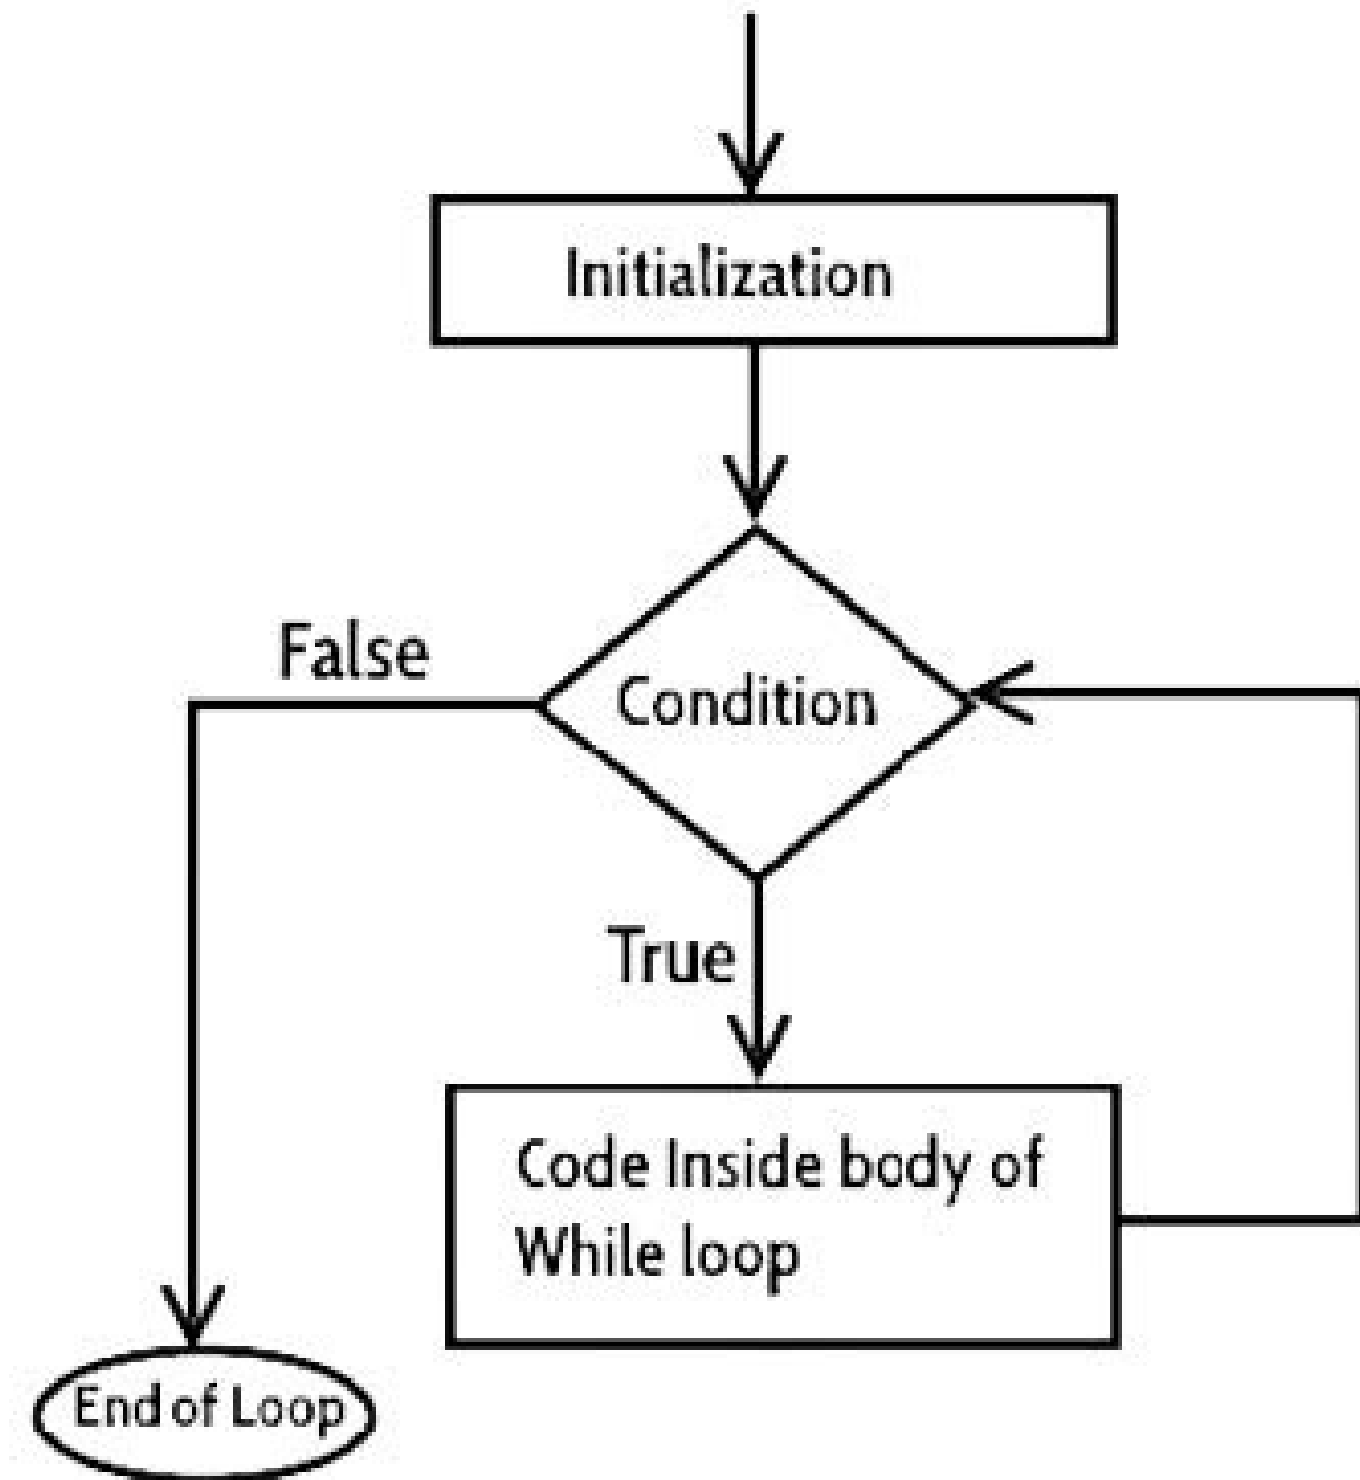 Initialization
False
Condition
True
Code Inside body of
While loop
End of Loop